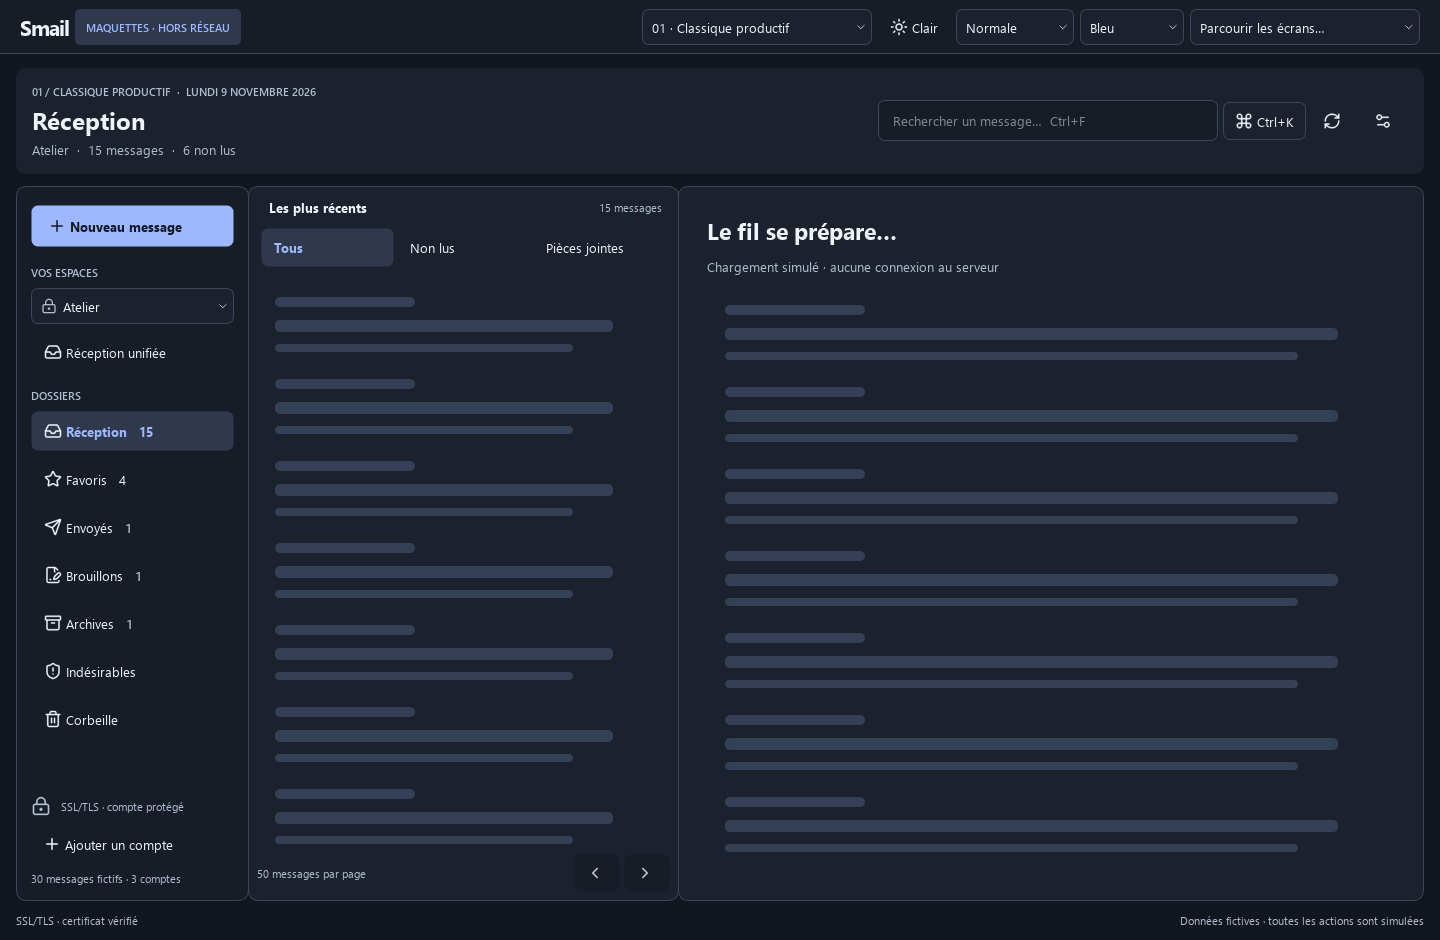 Smail
MAQUETTES · HORS RÉSEAU
01 · Classique productif
Clair
Normale
Bleu
Parcourir les écrans...
01 / CLASSIQUE PRODUCTIF · LUNDI 9 NOVEMBRE 2026
Réception
Atelier · 15 messages · 6 non lus
Rechercher un message... Ctrl+F
Ctrl+K
Nouveau message
VOS ESPACES
Atelier
Réception unifiée
DOSSIERS
Réception 15
Favoris 4
Envoyés 1
Brouillons 1
Archives 1
Indésirables
Corbeille
SSL/TLS · compte protégé
Ajouter un compte
30 messages fictifs · 3 comptes
Les plus récents
15 messages
Tous
Non lus
Pièces jointes
50 messages par page
Le fil se prépare...
Chargement simulé · aucune connexion au serveur
SSL/TLS · certificat vérifié
Données fictives · toutes les actions sont simulées